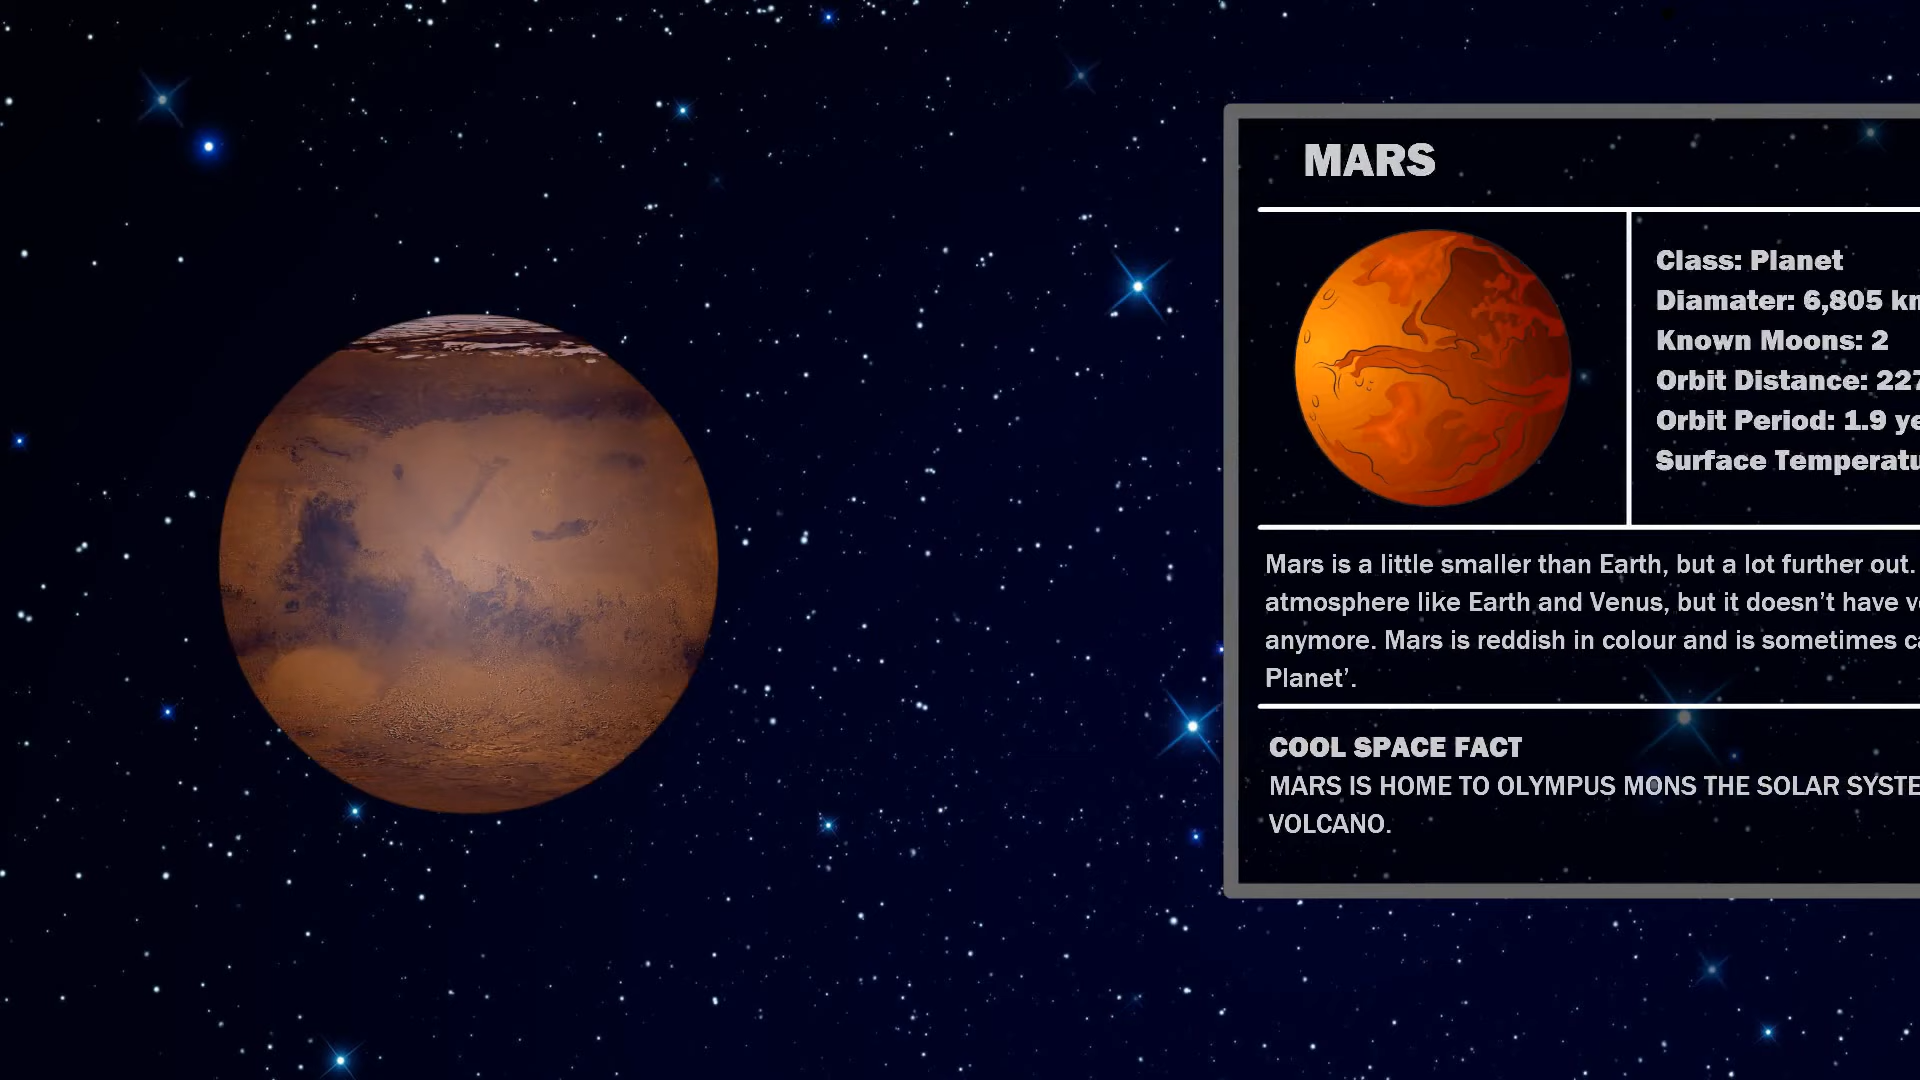 MARS
Class: Planet
Diamater: 6,805 km
Known Moons: 2
Orbit Distance: 227
Orbit Period: 1.9
Surface
Mars is a little smaller than Earth, but a lot further out.
atmosphere like Earth and Venus, but it doesn’t have
anymore. Mars is reddish in colour and is sometimes
Planet’.
COOL SPACE FACT
MARS IS HOME TO OLYMPUS MONS THE SOLAR
VOLCANO.